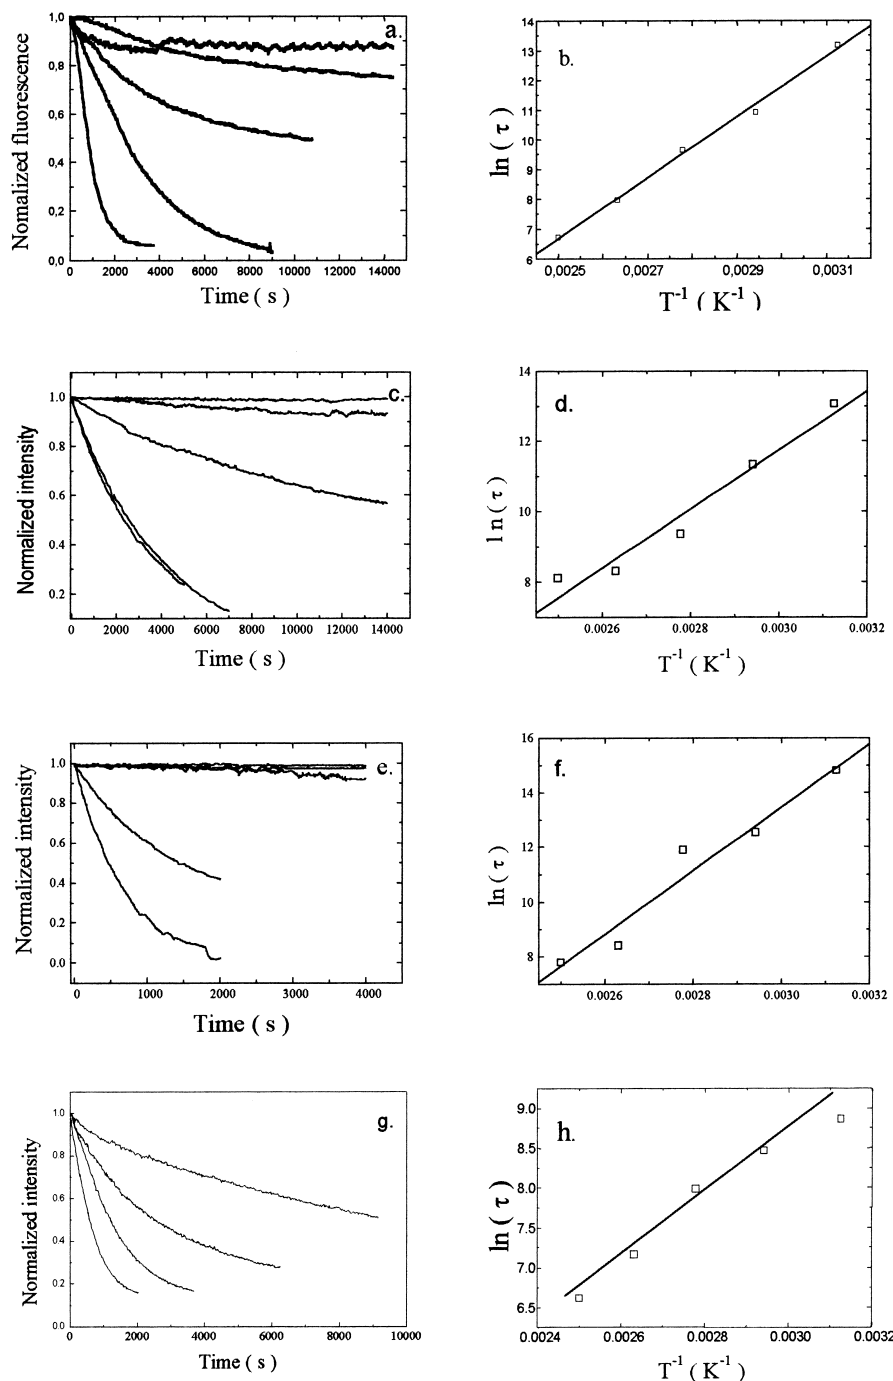 a.
Nomalized fluorescence
1,0
0,8
0,6
0,4
0,2
0,0
0 2000 4000 6000 8000 10000 12000 14000
Time ( s )
b.
ln ( τ )
14
13
12
11
10
9
8
7
6
0,0025 0,0027 0,0029 0,0031
T⁻¹ ( K⁻¹ )
c.
Normalized intensity
1.0
0.8
0.6
0.4
0.2
0 2000 4000 6000 8000 10000 12000 14000
Time ( s )
d.
ln ( τ )
14
12
10
8
0.0026 0.0028 0.0030 0.0032
T⁻¹ ( K⁻¹ )
e.
Normalized intensity
1.0
0.8
0.6
0.4
0.2
0.0
0 1000 2000 3000 4000
Time ( s )
f.
ln ( τ )
16
14
12
10
8
0.0026 0.0028 0.0030 0.0032
g.
Normalized intensity
1.0
0.8
0.6
0.4
0.2
0 2000 4000 6000 8000 10000
Time ( s )
h.
ln ( τ )
9.0
8.5
8.0
7.5
7.0
6.5
0.0024 0.0026 0.0028 0.0030 0.0032
T⁻¹ ( K⁻¹ )